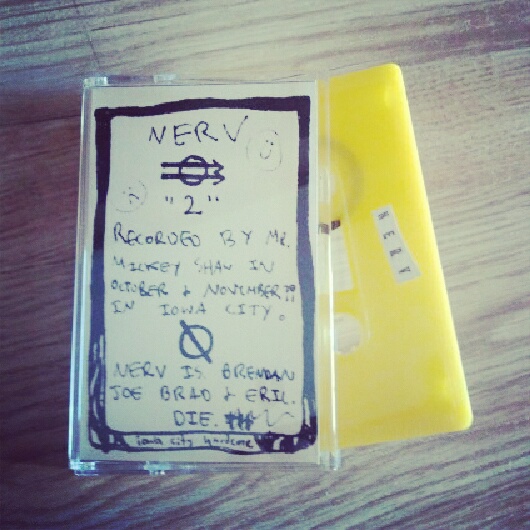 NERV
"2"
RECORDED BY MR.
MICKEY SHAW IN
OCTOBER & NOVEMBER
IN IOWA CITY.
NERV IS BRENDAN
JOE BRAD & ERIC.
DIE.
iowa city hardcore
NERV